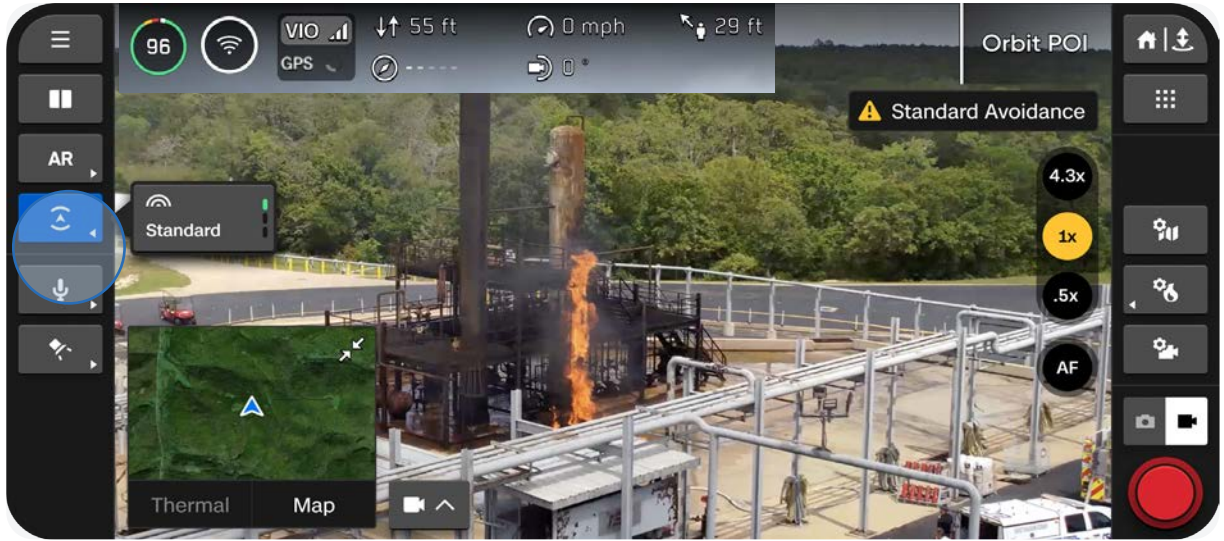 96
VIO
GPS
55 ft
0 mph
29 ft
- - - - -
0 °
Orbit POI
Standard Avoidance
AR
Standard
4.3x
1x
.5x
AF
Thermal
Map